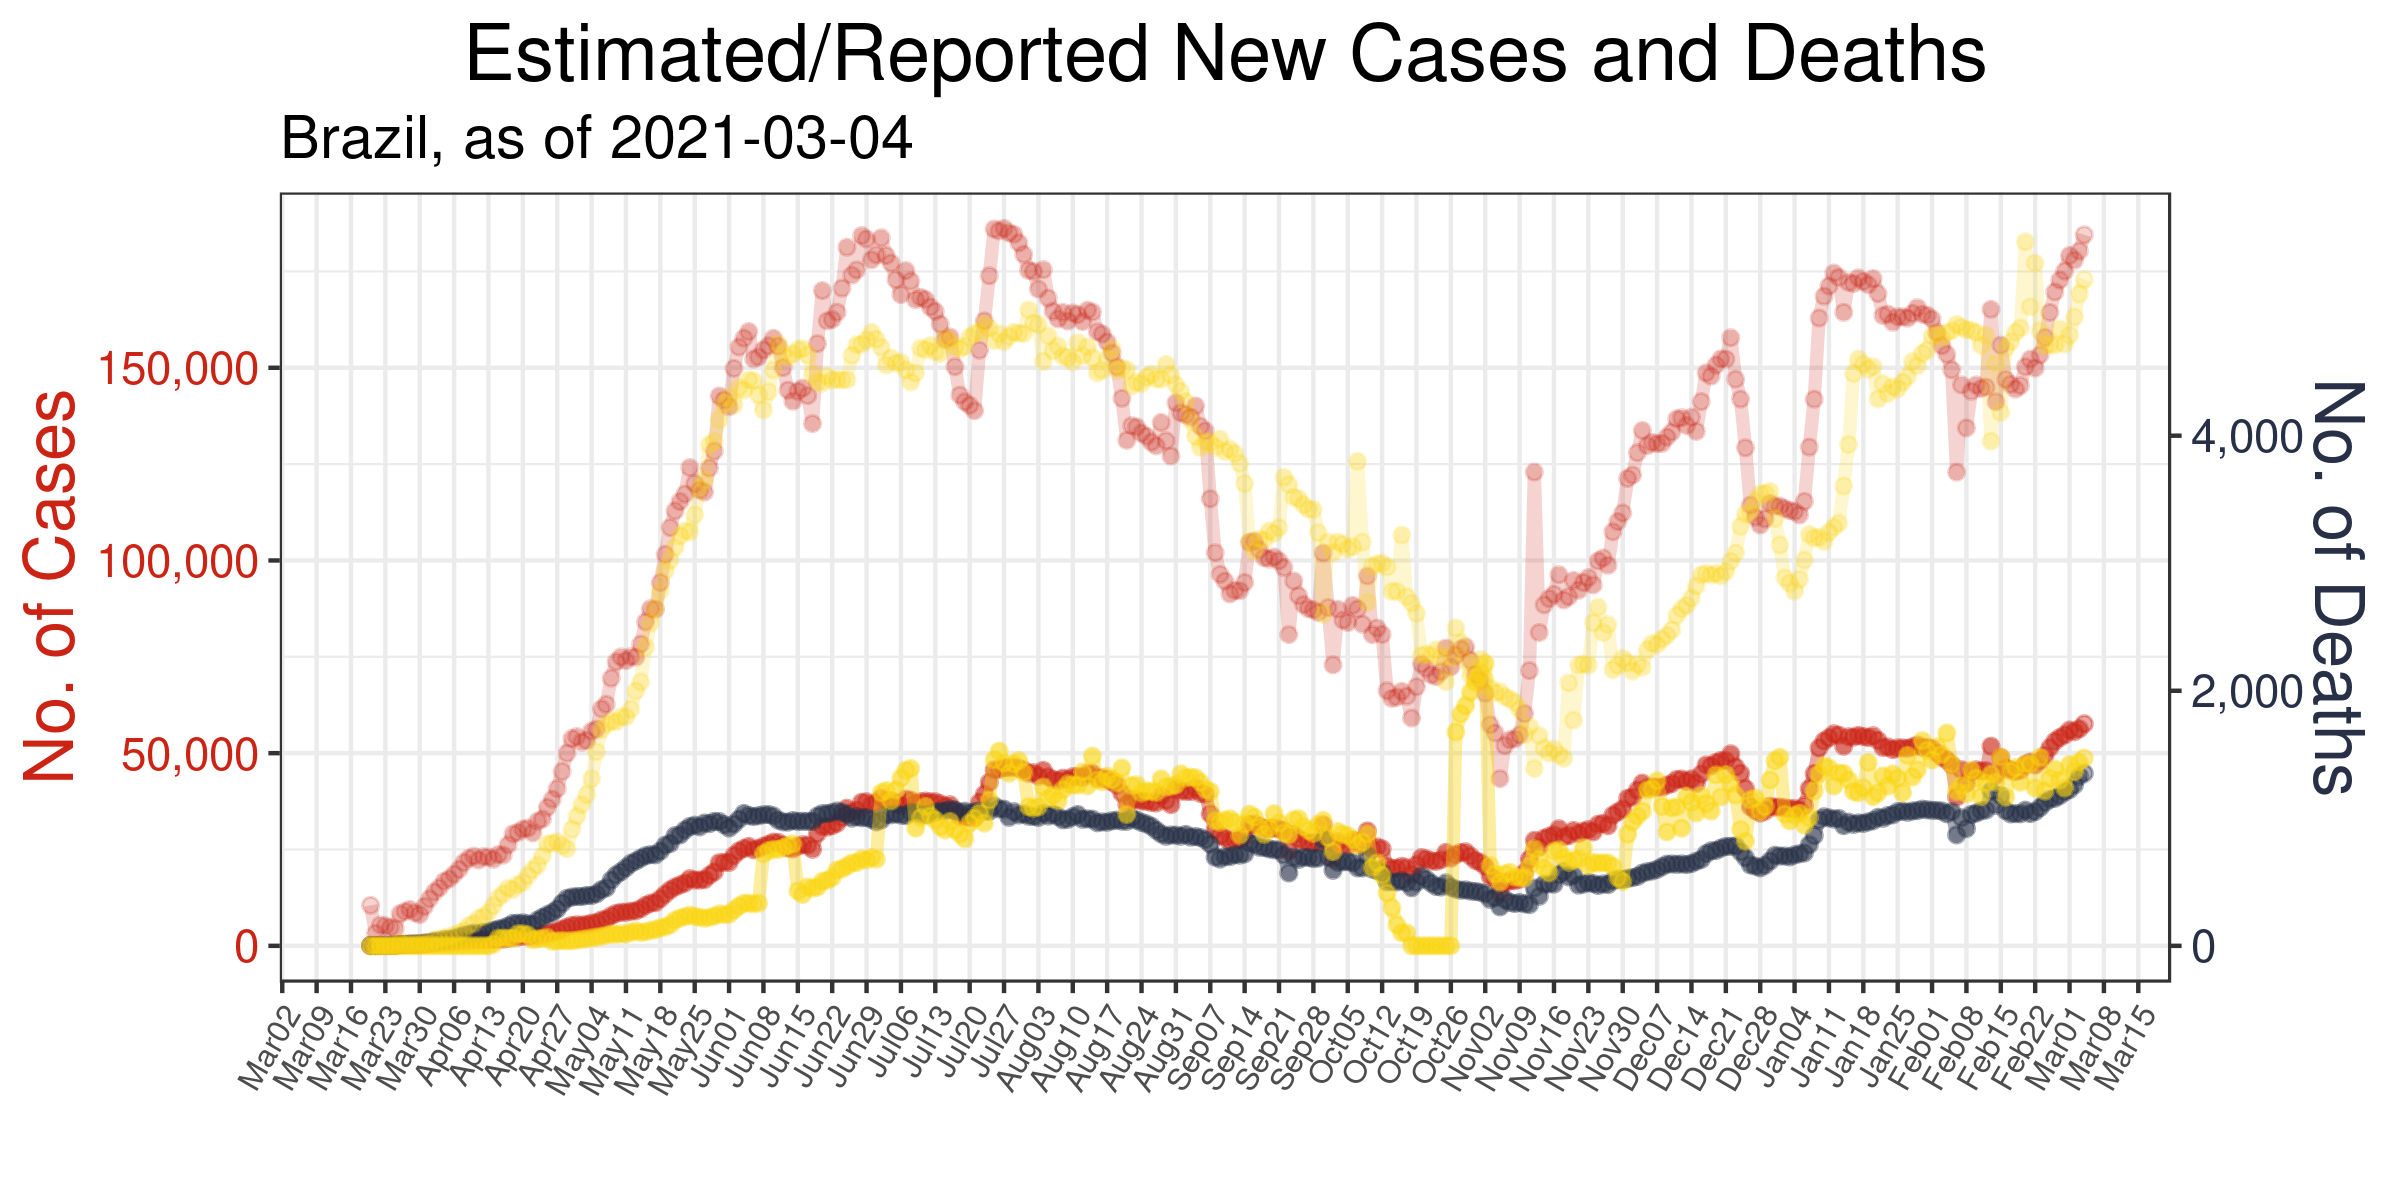 Estimated/Reported New Cases and Deaths
Brazil, as of 2021-03-04
No. of Cases
150,000
100,000
50,000
0
No. of Deaths
4,000
2,000
0
Mar02
Mar09
Mar16
Mar23
Mar30
Apr06
Apr13
Apr20
Apr27
May04
May11
May18
May25
Jun01
Jun08
Jun15
Jun22
Jun29
Jul06
Jul13
Jul20
Jul27
Aug03
Aug10
Aug17
Aug24
Aug31
Sep07
Sep14
Sep21
Sep28
Oct05
Oct12
Oct19
Oct26
Nov02
Nov09
Nov16
Nov23
Nov30
Dec07
Dec14
Dec21
Dec28
Jan04
Jan11
Jan18
Jan25
Feb01
Feb08
Feb15
Feb22
Mar01
Mar08
Mar15